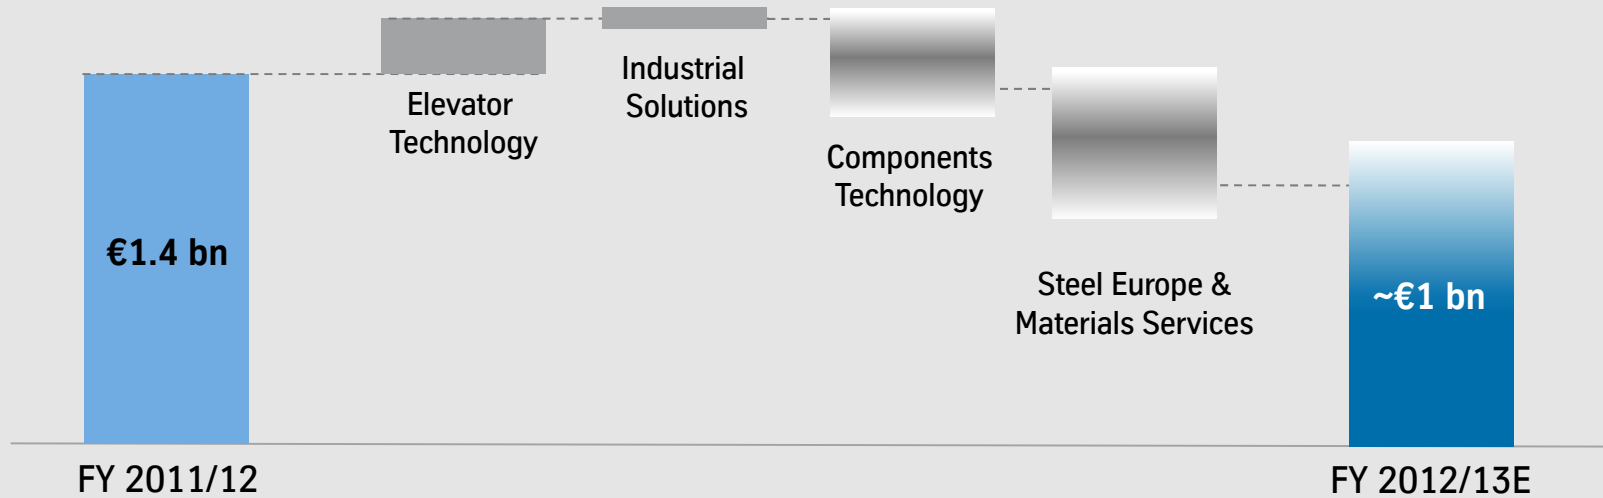 €1.4 bn
Elevator
Technology
Industrial
Solutions
Components
Technology
Steel Europe &
Materials Services
~€1 bn
FY 2011/12
FY 2012/13E